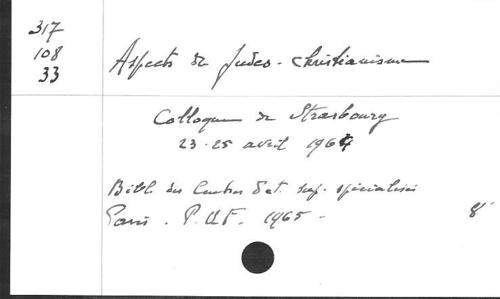 317
108
33
Aspects du Judeo-christianisme
Colloque de Strasbourg
23-25 avril 1964
Bibl. des Centres d'Et. sup. spécialisés
Paris. P.U.F. 1965 - 8°